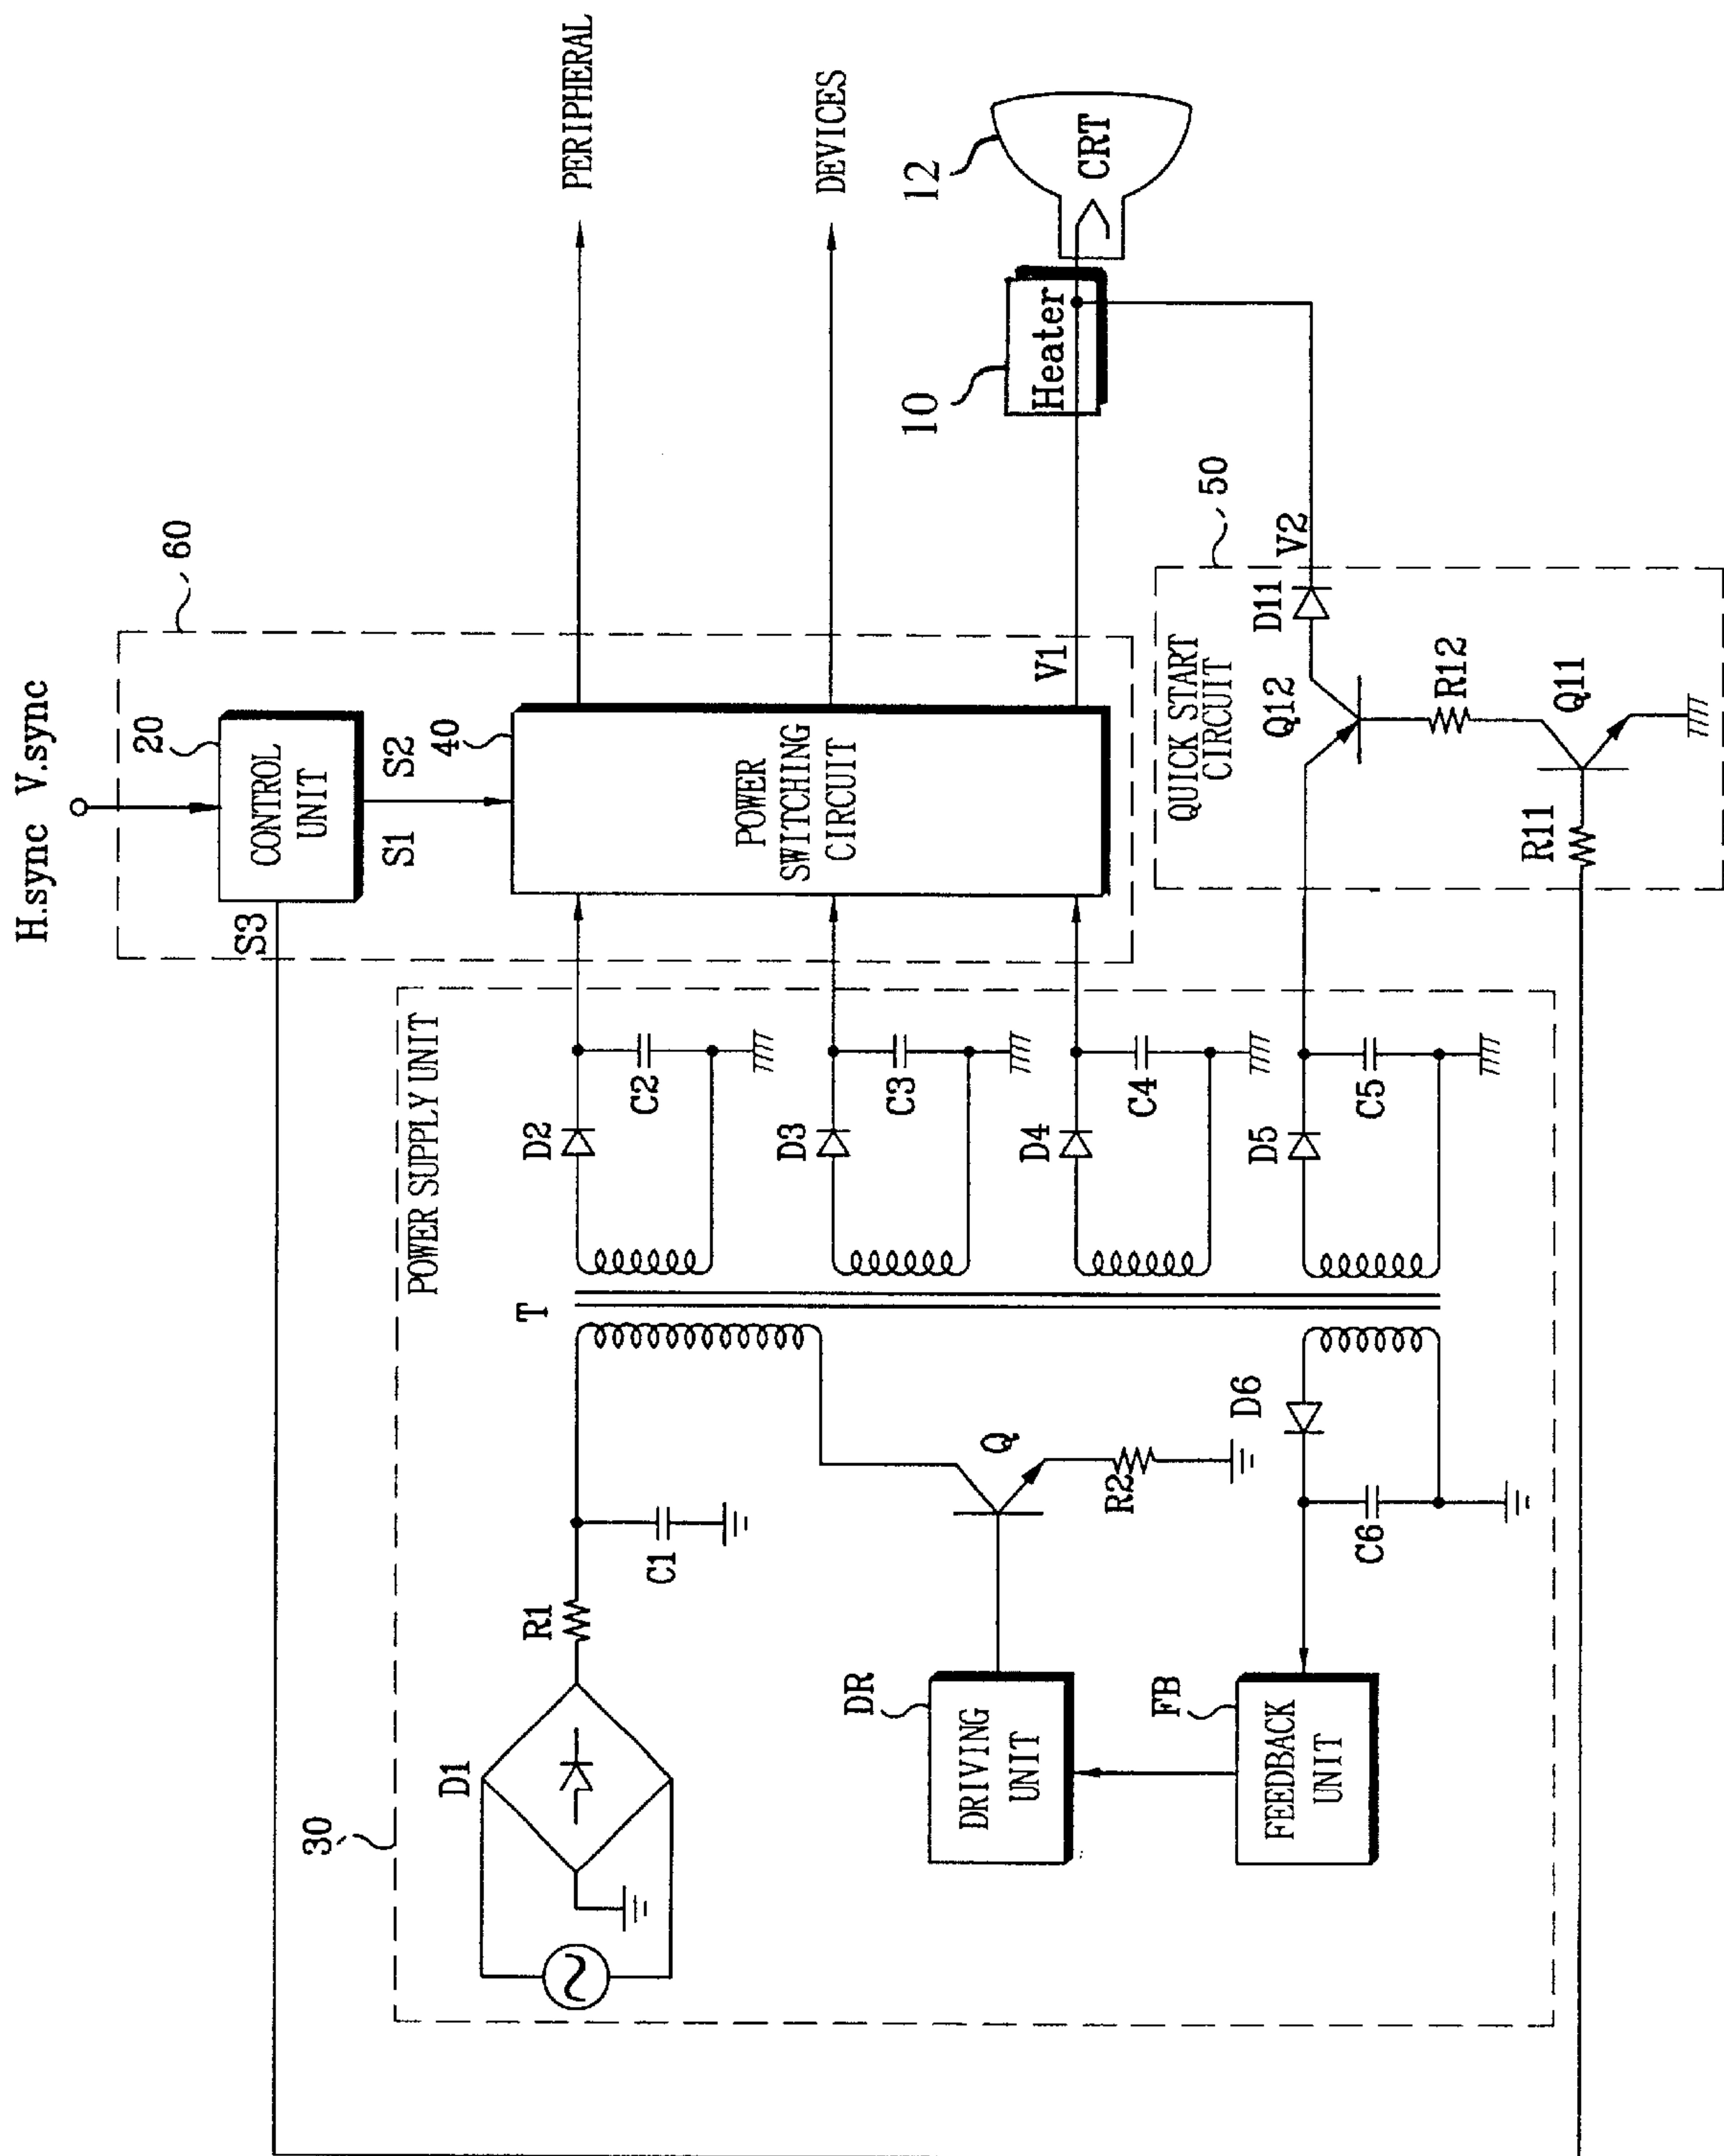 H.sync V.sync
60
20
CONTROL
UNIT
S3
S1
S2
40
POWER
SWITCHING
CIRCUIT
V1
PERIPHERAL
DEVICES
12
CRT
10
Heater
50
V2
QUICK START
CIRCUIT
D11
Q12
R12
Q11
R11
POWER SUPPLY UNIT
30
D1
R1
C1
T
D2
C2
D3
C3
D4
C4
D5
C5
Q
R2
D6
C6
DR
DRIVING
UNIT
FB
FEEDBACK
UNIT